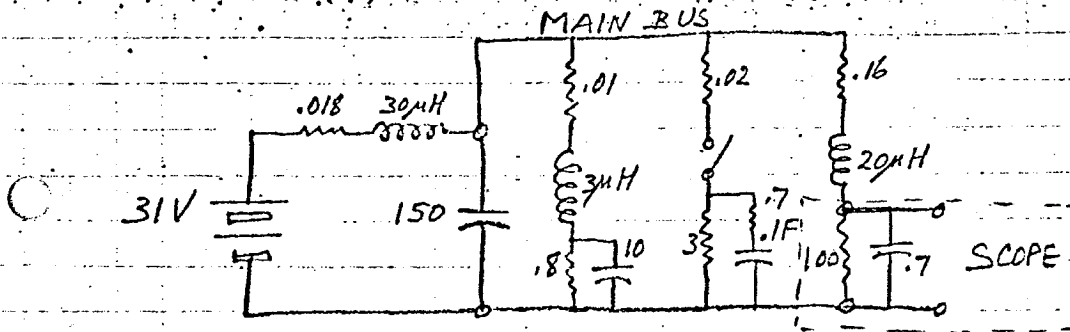 MAIN BUS
.018
30µH
31V
150
.01
3µH
.8
10
.02
3
.7
.1F
.16
20µH
100
.7
SCOPE